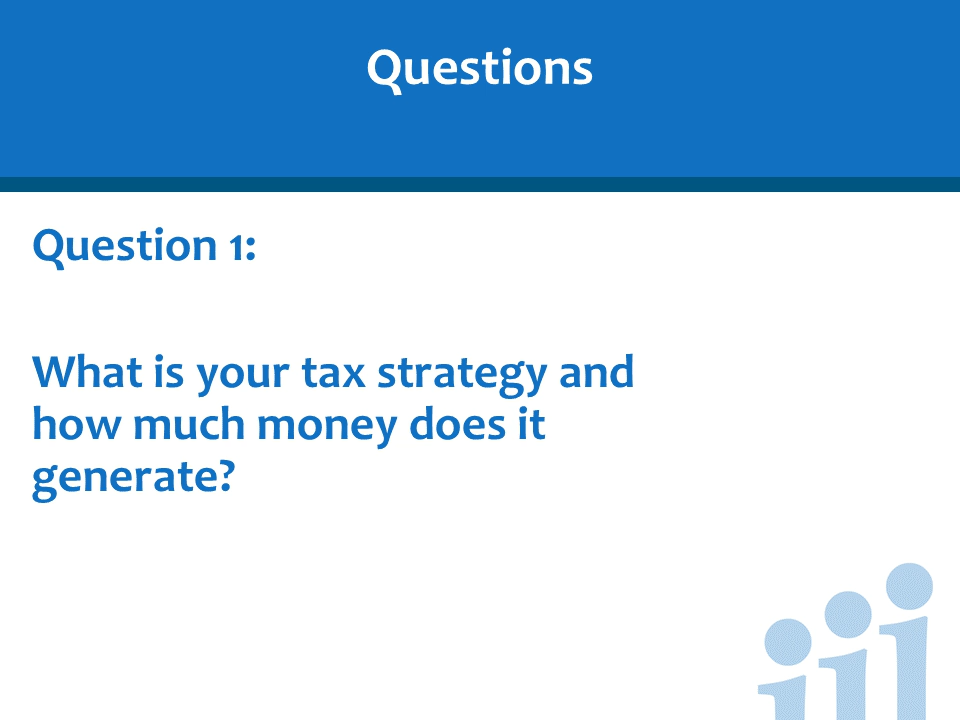 Questions
Question 1:
What is your tax strategy and
how much money does it
generate?